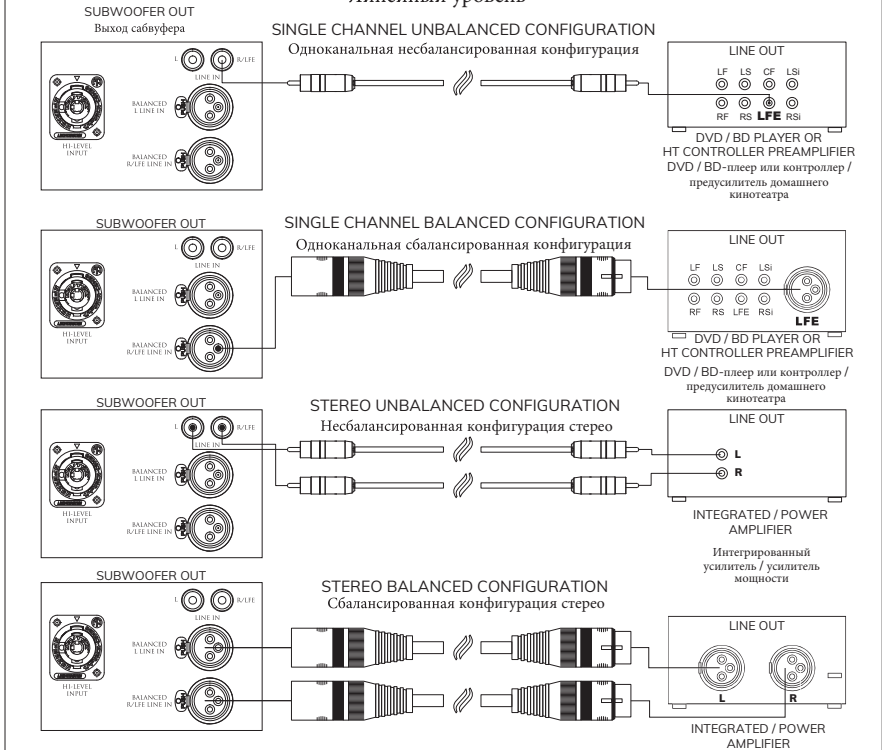 Линейный уровень
SUBWOOFER OUT
Выход сабвуфера
SINGLE CHANNEL UNBALANCED CONFIGURATION
Одноканальная несбалансированная конфигурация
L
R/LFE
LINE IN
BALANCED
L LINE IN
PUSH
BALANCED
R/LFE LINE IN
PUSH
HI-LEVEL
INPUT
LINE OUT
LF LS CF LSi
RF RS LFE RSi
DVD / BD PLAYER OR
HT CONTROLLER PREAMPLIFIER
DVD / BD-плеер или контроллер /
предусилитель домашнего
кинотеатра
SUBWOOFER OUT
SINGLE CHANNEL BALANCED CONFIGURATION
Одноканальная сбалансированная конфигурация
L
R/LFE
LINE IN
BALANCED
L LINE IN
PUSH
BALANCED
R/LFE LINE IN
PUSH
HI-LEVEL
INPUT
LINE OUT
LF LS CF LSi
RF RS LFE RSi
LFE
DVD / BD PLAYER OR
HT CONTROLLER PREAMPLIFIER
DVD / BD-плеер или контроллер /
предусилитель домашнего
кинотеатра
SUBWOOFER OUT
STEREO UNBALANCED CONFIGURATION
Несбалансированная конфигурация стерео
L
R/LFE
LINE IN
BALANCED
L LINE IN
PUSH
BALANCED
R/LFE LINE IN
PUSH
HI-LEVEL
INPUT
LINE OUT
L
R
INTEGRATED / POWER
AMPLIFIER
Интегрированный
усилитель / усилитель
мощности
SUBWOOFER OUT
STEREO BALANCED CONFIGURATION
Сбалансированная конфигурация стерео
L
R/LFE
LINE IN
BALANCED
L LINE IN
PUSH
BALANCED
R/LFE LINE IN
PUSH
HI-LEVEL
INPUT
LINE OUT
L R
INTEGRATED / POWER
AMPLIFIER